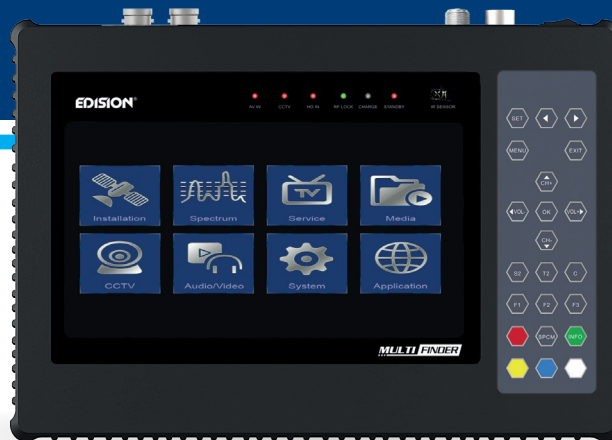 EDISION®
AV IN CCTV HD IN RF LOCK CHARGE STANDBY IR SENSOR
Installation Spectrum Service Media
TV
CCTV Audio/Video System Application
MULTI FINDER
SET
MENU EXIT
CH+
VOL- OK VOL+
CH-
S2 T2 C
F1 F2 F3
SPCM INFO